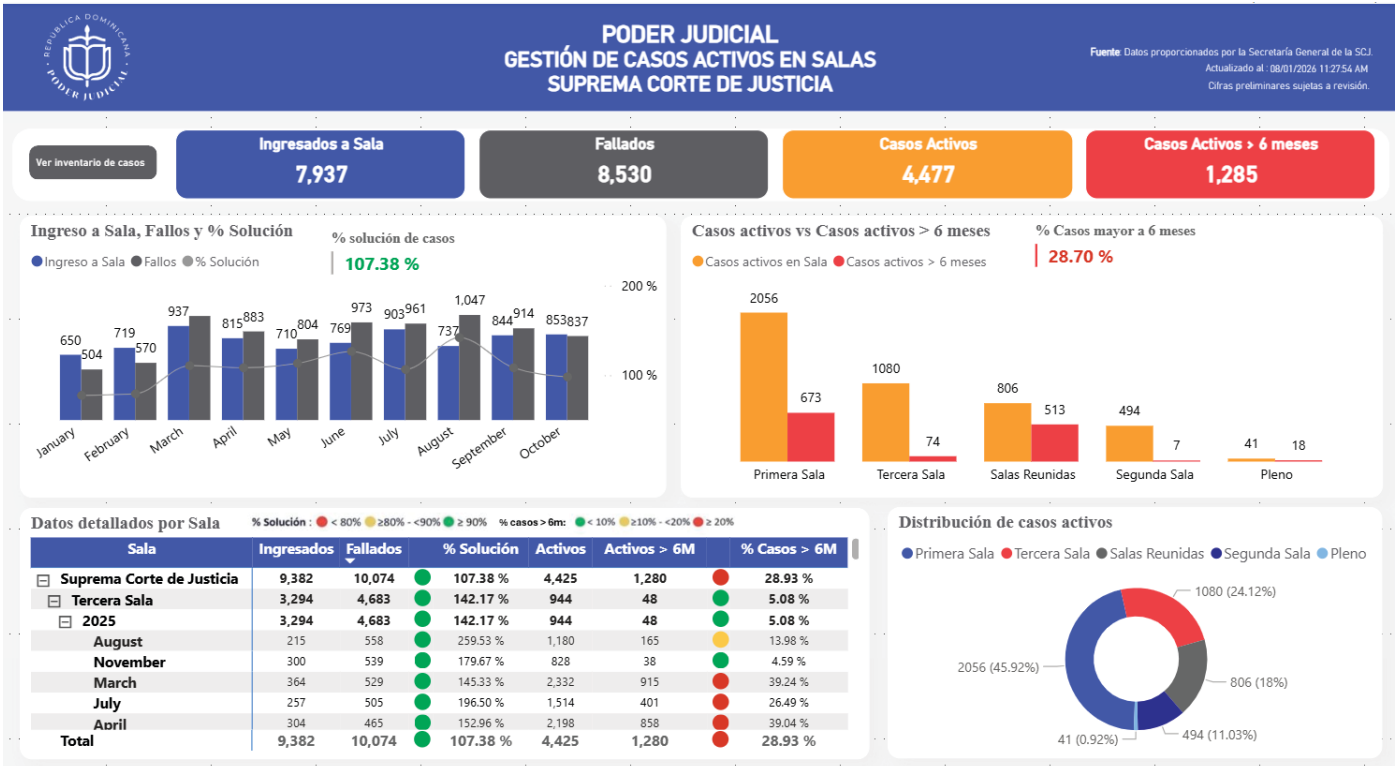 REPÚBLICA DOMINICANA
PODER JUDICIAL
PODER JUDICIAL
GESTIÓN DE CASOS ACTIVOS EN SALAS
SUPREMA CORTE DE JUSTICIA
Fuente: Datos proporcionados por la Secretaría General de la SCJ.
Actualizado al : 08/01/2026 11:27:54 AM
Cifras preliminares sujetas a revisión.
Ver inventario de casos
Ingresados a Sala
7,937
Fallados
8,530
Casos Activos
4,477
Casos Activos > 6 meses
1,285
Ingreso a Sala, Fallos y % Solución
% solución de casos
107.38 %
Ingreso a Sala Fallos % Solución
200 %
100 %
650 504 719 570 937 815 883 710 804 769 973 903 961 737 1,047 844 914 853 837
January February March April May June July August September October
Casos activos vs Casos activos > 6 meses
% Casos mayor a 6 meses
28.70 %
Casos activos en Sala Casos activos > 6 meses
2056 673 1080 74 806 513 494 7 41 18
Primera Sala Tercera Sala Salas Reunidas Segunda Sala Pleno
Datos detallados por Sala
% Solución : < 80% ≥80% - <90% ≥ 90% % casos > 6m: < 10% ≥10% - <20% ≥ 20%
Sala Ingresados Fallados % Solución Activos Activos > 6M % Casos > 6M
Suprema Corte de Justicia 9,382 10,074 107.38 % 4,425 1,280 28.93 %
Tercera Sala 3,294 4,683 142.17 % 944 48 5.08 %
2025 3,294 4,683 142.17 % 944 48 5.08 %
August 215 558 259.53 % 1,180 165 13.98 %
November 300 539 179.67 % 828 38 4.59 %
March 364 529 145.33 % 2,332 915 39.24 %
July 257 505 196.50 % 1,514 401 26.49 %
April 304 465 152.96 % 2,198 858 39.04 %
Total 9,382 10,074 107.38 % 4,425 1,280 28.93 %
Distribución de casos activos
Primera Sala Tercera Sala Salas Reunidas Segunda Sala Pleno
1080 (24.12%)
2056 (45.92%)
806 (18%)
494 (11.03%)
41 (0.92%)